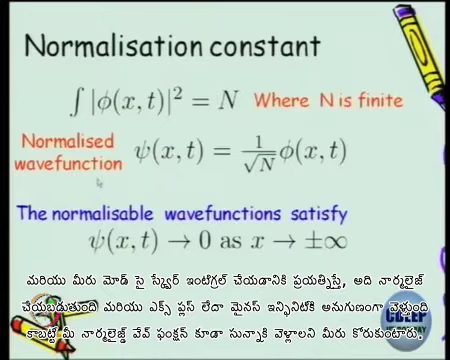 Normalisation constant
∫ |ϕ(x, t)|² = N Where N is finite
Normalised
wavefunction ψ(x, t) = 1/√N ϕ(x, t)
The normalisable wavefunctions satisfy
ψ(x, t) → 0 as x → ±∞
మరియు మీరు మోడ్ సై స్క్వేర్ ఇంటిగ్రల్ చేయడానికి ప్రయత్నిస్తే, అది నార్మలైజ్
చేయబడుతుంది మరియు ఎక్స్ ప్లస్ లేదా మైనస్ ఇన్ఫినిటీకి అనుగుణంగా వెళ్తుంది
కాబట్టి మీ నార్మలైజ్డ్ వేవ్ ఫంక్షన్ కూడా సున్నాకి వెళ్లాలని మీరు కోరుకుంటారు.